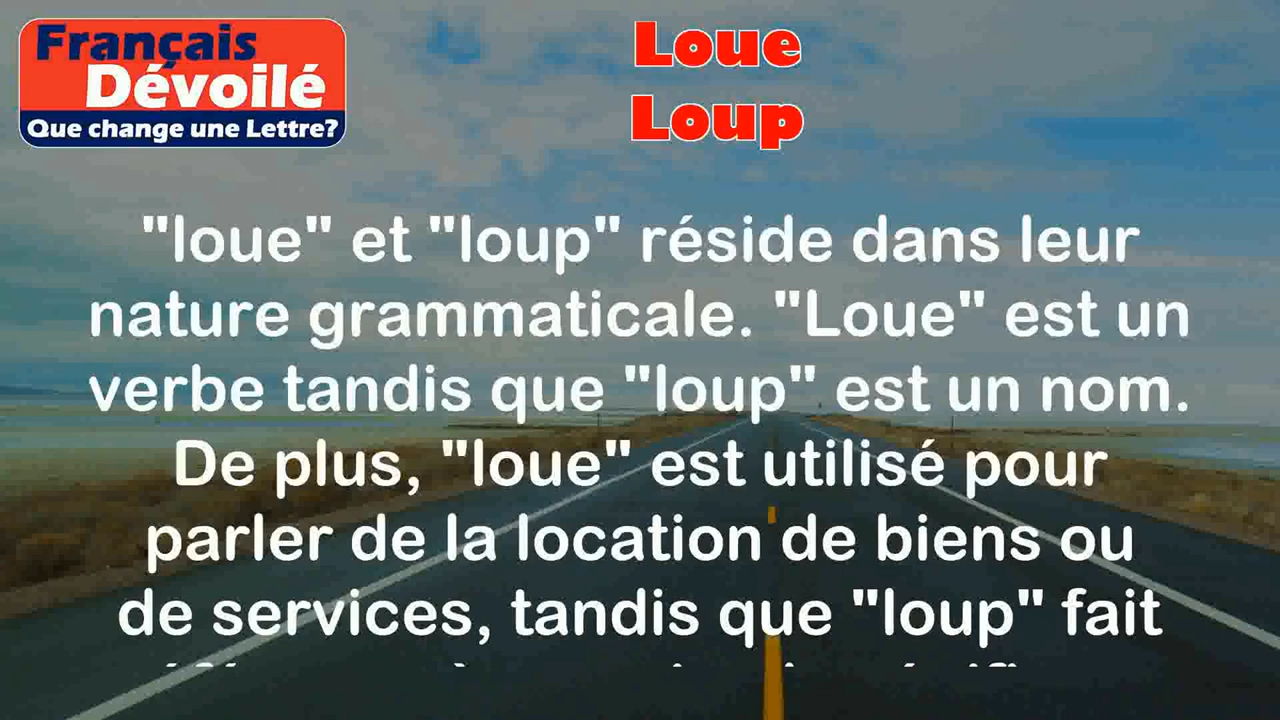 Français
Dévoilé
Que change une Lettre?
Loue
Loup
"loue" et "loup" réside dans leur
nature grammaticale. "Loue" est un
verbe tandis que "loup" est un nom.
De plus, "loue" est utilisé pour
parler de la location de biens ou
de services, tandis que "loup" fait